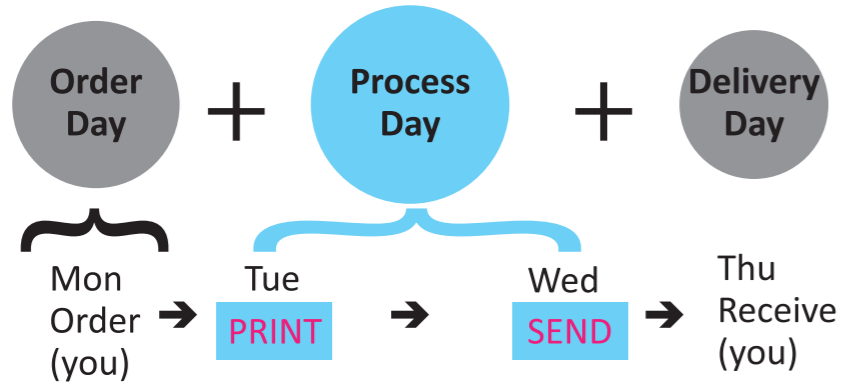 Order
Day
+
Process
Day
+
Delivery
Day
Mon
Order
(you)
Tue
PRINT
Wed
SEND
Thu
Receive
(you)